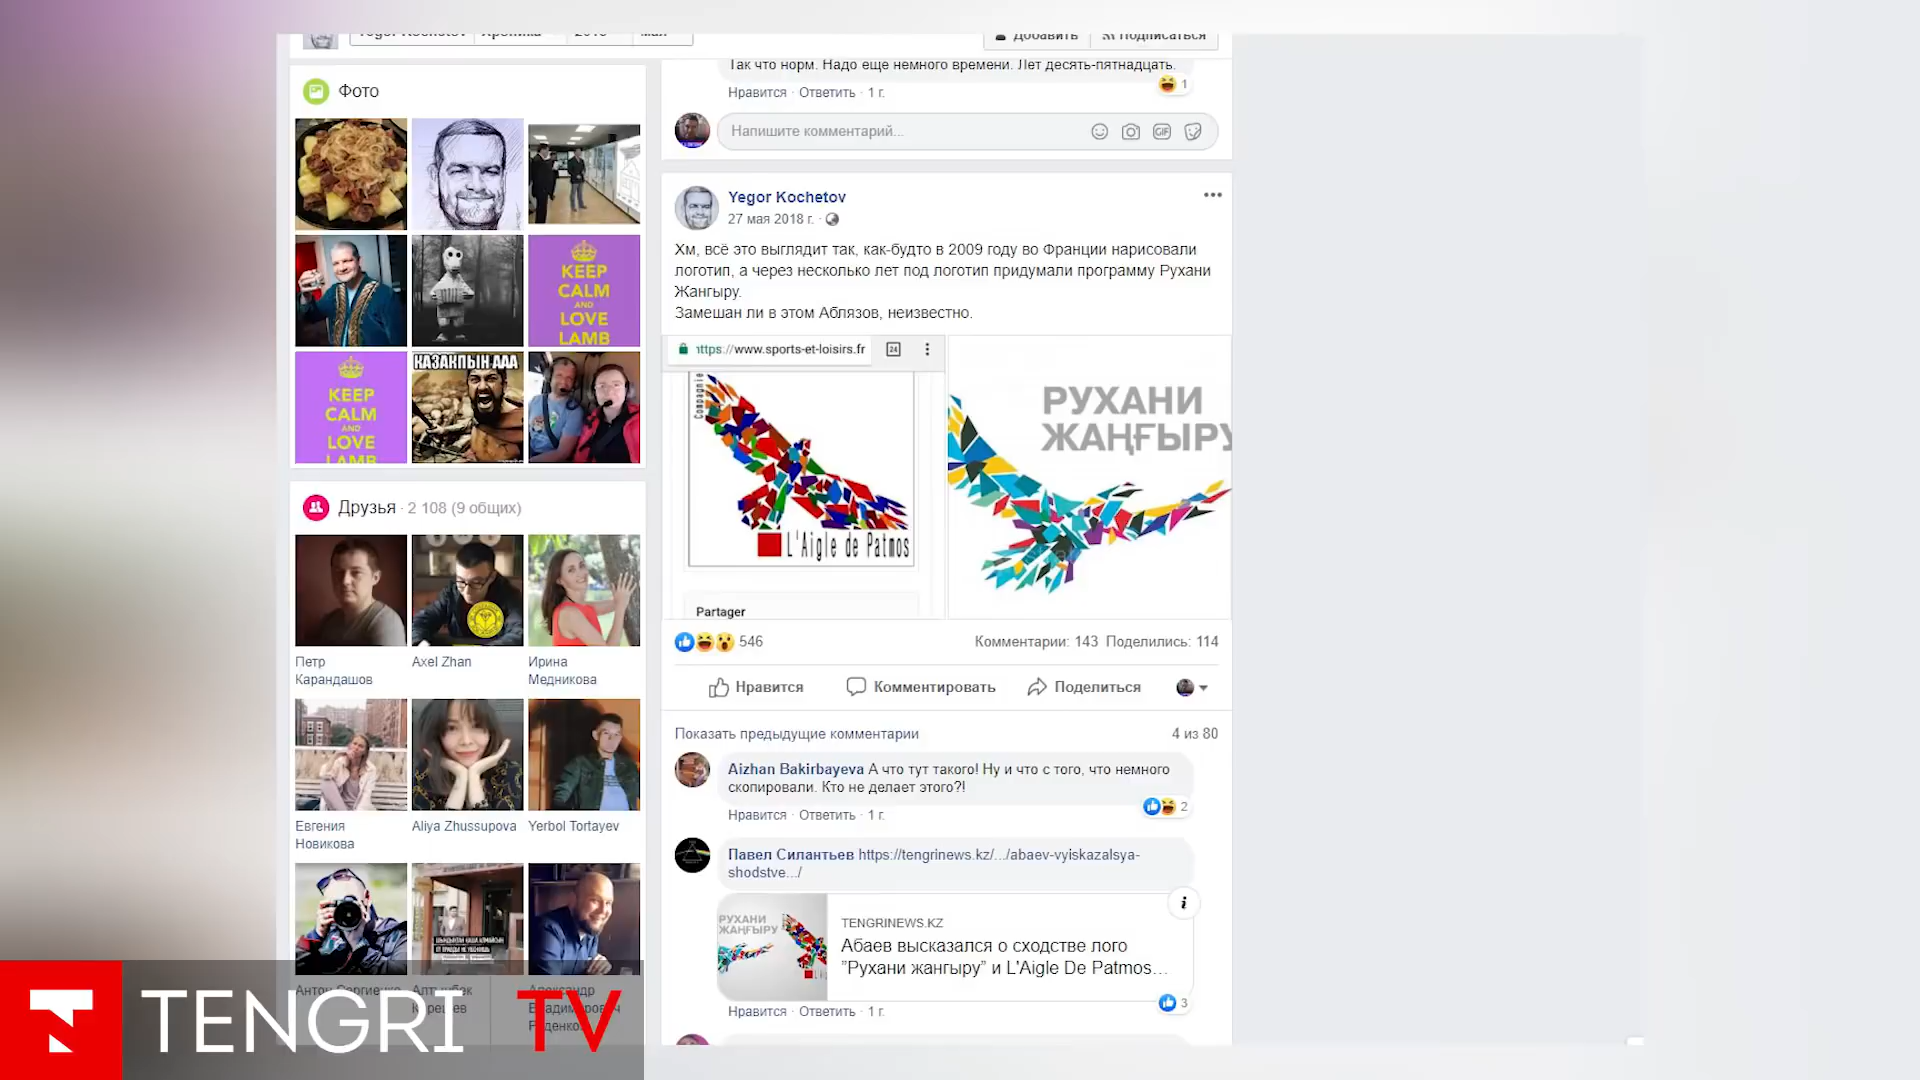 Yegor Kochetov
Хроника
2018
Май
Добавить
Подписаться
Фото
KEEP
CALM
AND
LOVE
LAMB
KEEP
CALM
AND
LOVE
LAMB
КАЗАКПЫН ААА
Друзья · 2 108 (9 общих)
Петр
Карандашов
Axel Zhan
Ирина
Медникова
Евгения
Новикова
Aliya Zhussupova
Yerbol Tortayev
Антон Сергиенко
Александр
Владимирович
TENGRI TV
Так что норм. Надо еще немного времени. Лет десять-пятнадцать.
1
Нравится · Ответить · 1 г.
Напишите комментарий...
GIF
Yegor Kochetov
27 мая 2018 г. ·
Хм, всё это выглядит так, как-будто в 2009 году во Франции нарисовали
логотип, а через несколько лет под логотип придумали программу Рухани
Жангыру.
Замешан ли в этом Аблязов, неизвестно.
https://www.sports-et-loisirs.fr
24
Compagnie
L'Aigle de Patmos
Partager
РУХАНИ
ЖАҢҒЫРУ
546
Комментарии: 143 Поделились: 114
Нравится
Комментировать
Поделиться
Показать предыдущие комментарии
4 из 80
Aizhan Bakirbayeva А что тут такого! Ну и что с того, что немного
скопировали. Кто не делает этого?!
2
Нравится · Ответить · 1 г.
Павел Силантьев https://tengrinews.kz/.../abaev-vyiskazalsya-
shodstve.../
РУХАНИ
ЖАҢҒЫРУ
TENGRINEWS.KZ
Абаев высказался о сходстве лого
"Рухани жангыру" и L'Aigle De Patmos...
3
Нравится · Ответить · 1 г.